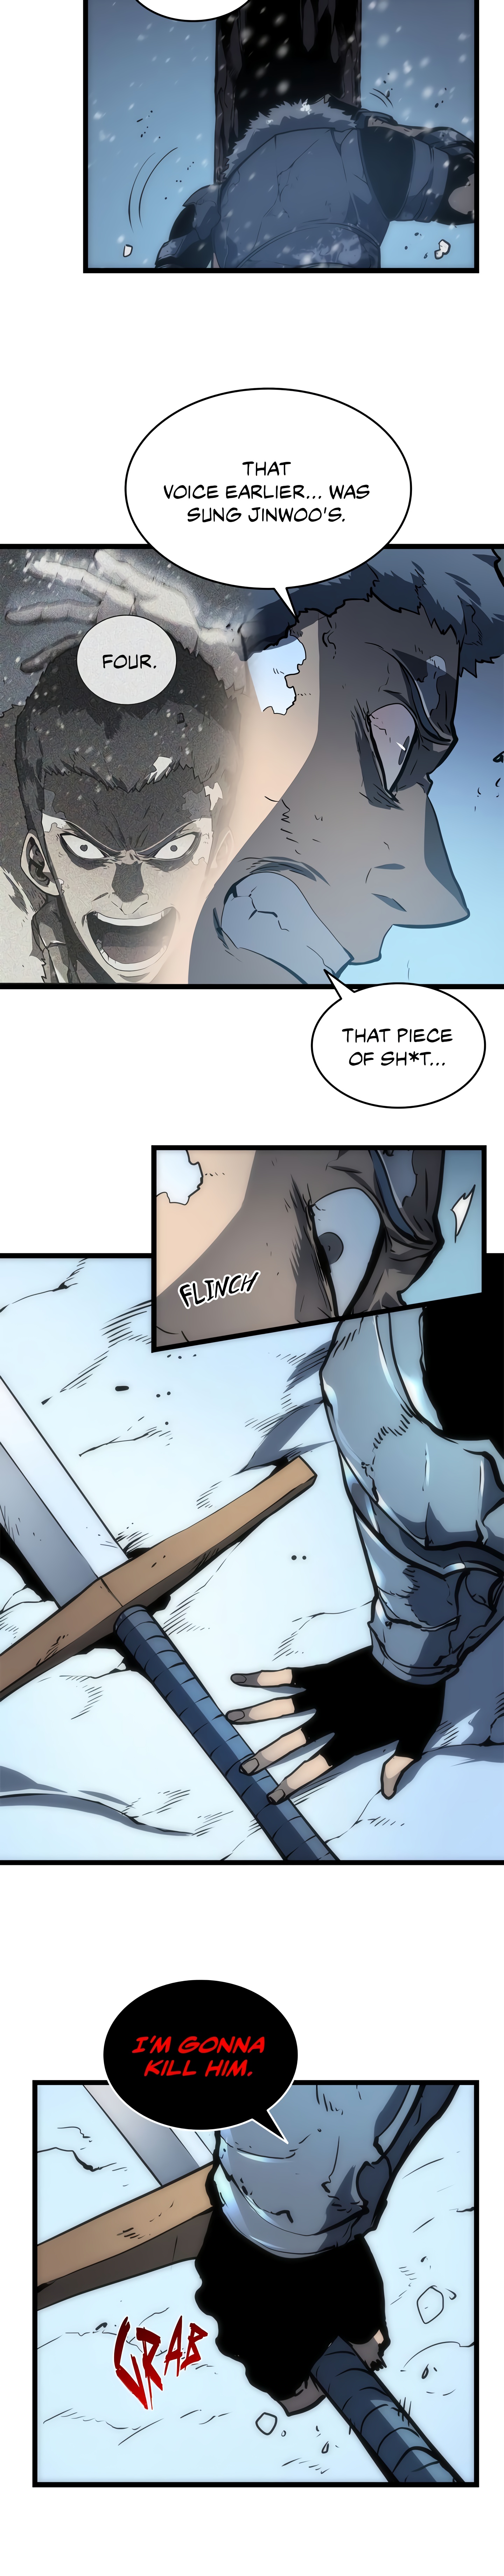 THAT
VOICE EARLIER... WAS
SUNG JINWOO'S.
FOUR.
THAT PIECE
OF SH*T...
FLINCH
I'M GONNA
KILL HIM.
GRAB